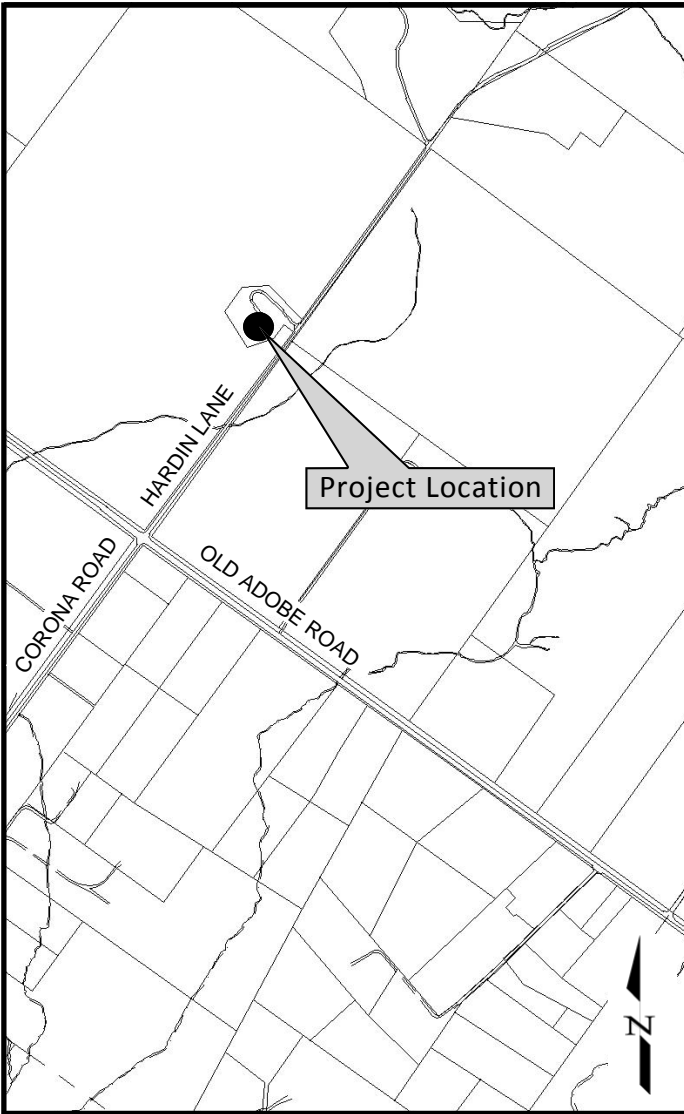 HARDIN LANE
Project Location
CORONA ROAD
OLD ADOBE ROAD
N